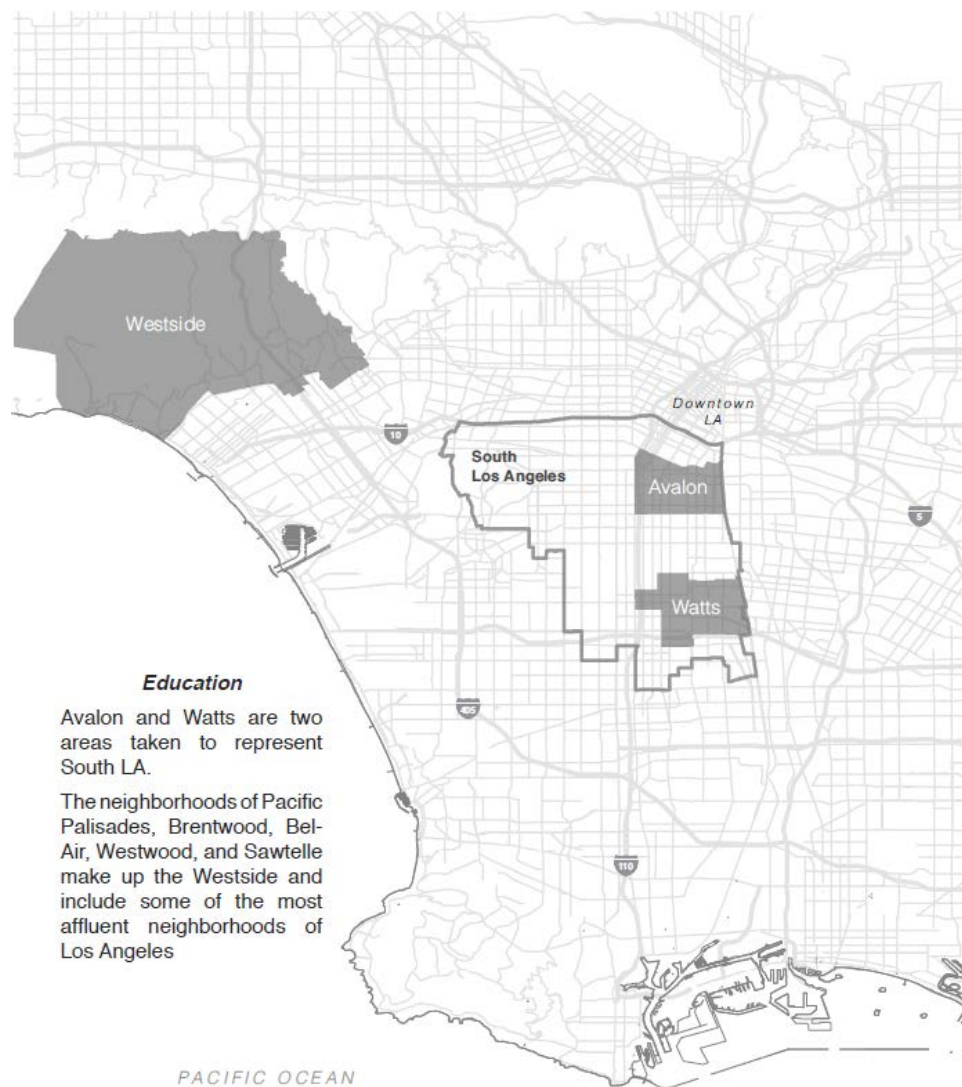 Westside
Downtown
LA
10
South
Los Angeles
Avalon
5
Watts
405
Education
Avalon and Watts are two
areas taken to represent
South LA.
The neighborhoods of Pacific
Palisades, Brentwood, Bel-
Air, Westwood, and Sawtelle
make up the Westside and
include some of the most
affluent neighborhoods of
Los Angeles
110
PACIFIC OCEAN